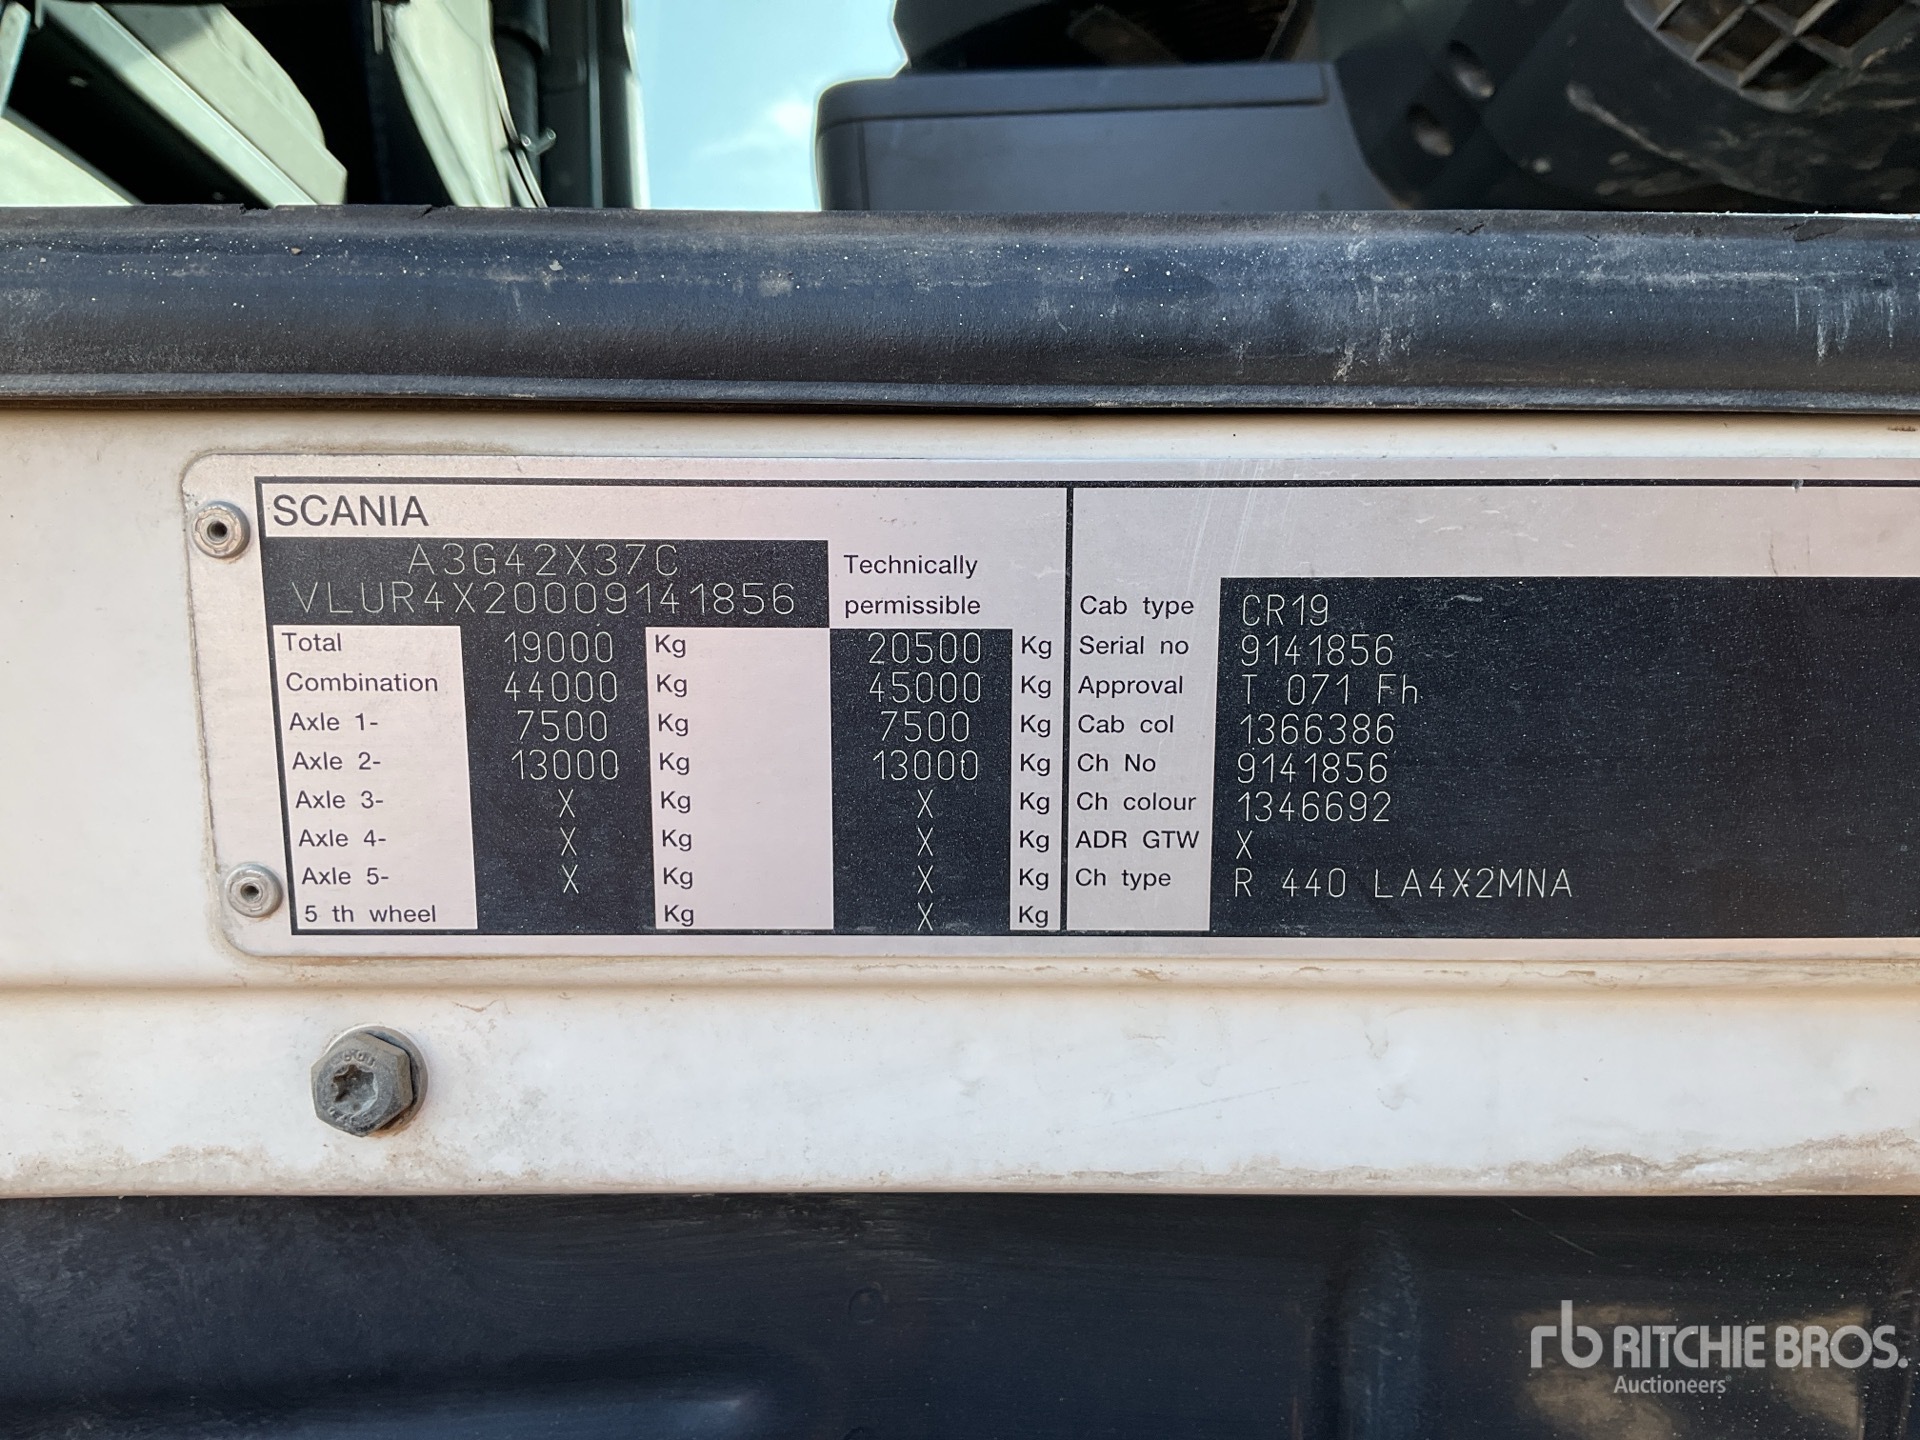 SCANIA
A3G42X37C
VLUR4X20009141856
Technically
permissible
Total 19000 Kg 20500 Kg
Combination 44000 Kg 45000 Kg
Axle 1- 7500 Kg 7500 Kg
Axle 2- 13000 Kg 13000 Kg
Axle 3- X Kg X Kg
Axle 4- X Kg X Kg
Axle 5- X Kg X Kg
5 th wheel Kg X Kg
Cab type CR19
Serial no 9141856
Approval T 071 Fh
Cab col 1366386
Ch No 9141856
Ch colour 1346692
ADR GTW X
Ch type R 440 LA4X2MNA
rb RITCHIE BROS.
Auctioneers